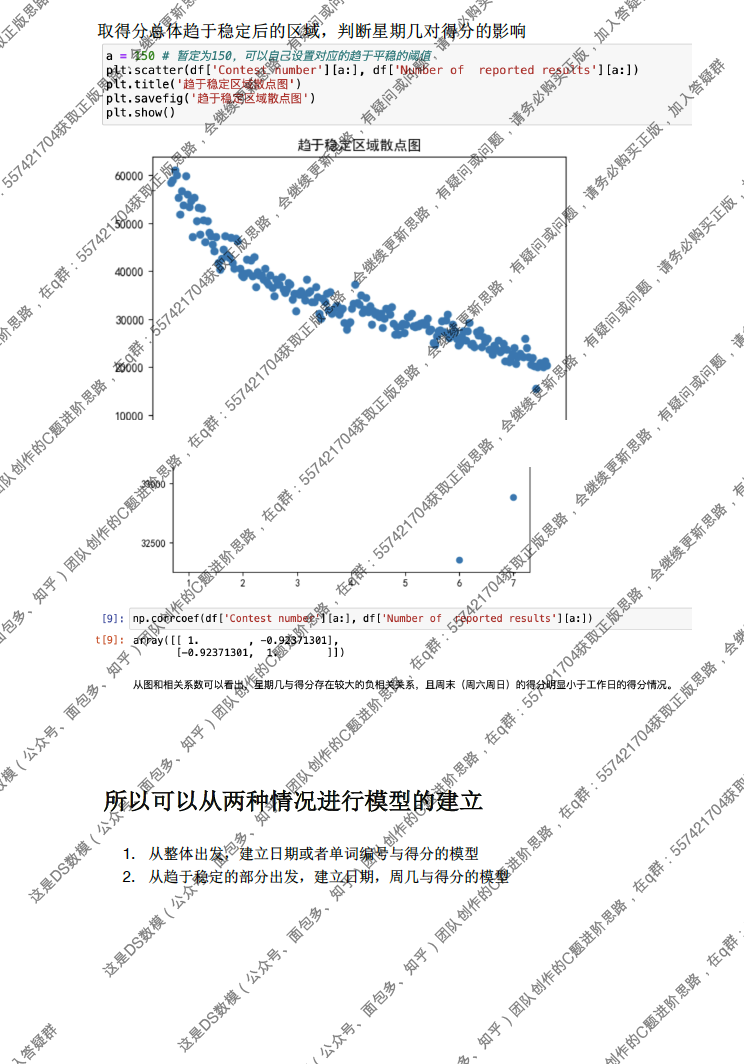 取得分总体趋于稳定后的区域，判断星期几对得分的影响
a = 150 # 暂定为150，可以自己设置对应的趋于平稳的阈值
plt.scatter(df['Contest number'][a:], df['Number of  reported results'][a:])
plt.title('趋于稳定区域散点图')
plt.savefig('趋于稳定区域散点图')
plt.show()
趋于稳定区域散点图
60000
50000
40000
30000
20000
10000
33000
32500
1 2 3 4 5 6 7
[9]: np.corrcoef(df['Contest number'][a:], df['Number of  reported results'][a:])
t[9]: array([[ 1.        , -0.92371301],
[-0.92371301,  1.        ]])
从图和相关系数可以看出，星期几与得分存在较大的负相关关系，且周末（周六周日）的得分明显小于工作日的得分情况。
所以可以从两种情况进行模型的建立
1. 从整体出发，建立日期或者单词编号与得分的模型
2. 从趋于稳定的部分出发，建立日期，周几与得分的模型
这是DS数模（公众号、面包多、知乎）团队创作的C题进阶思路，在q群：557421704获取正版思路，会继续更新思路，有疑问或问题，请务必购买正版，加入答疑群